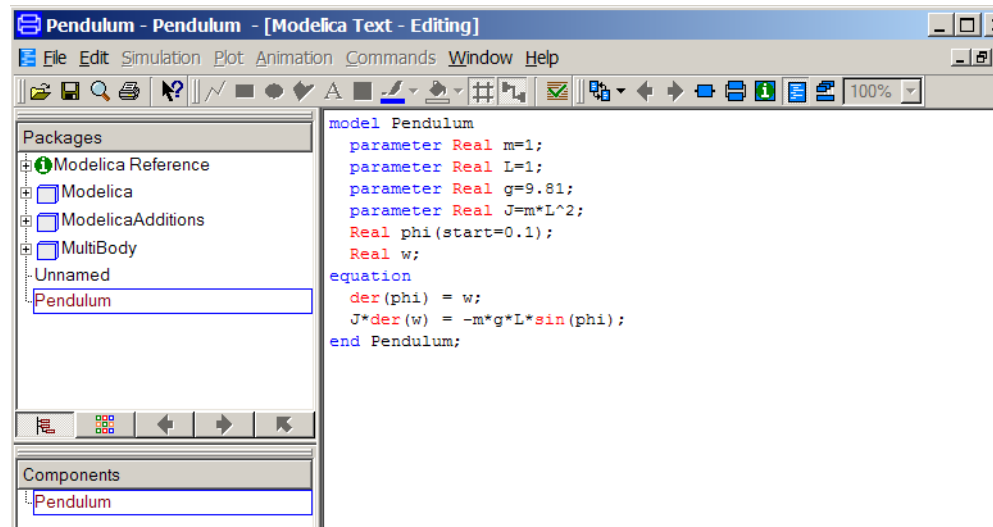 Pendulum - Pendulum - [Modelica Text - Editing]
File Edit Simulation Plot Animation Commands Window Help
A 100%
Packages
Modelica Reference
Modelica
ModelicaAdditions
MultiBody
Unnamed
Pendulum
Components
Pendulum
model Pendulum
  parameter Real m=1;
  parameter Real L=1;
  parameter Real g=9.81;
  parameter Real J=m*L^2;
  Real phi(start=0.1);
  Real w;
equation
  der(phi) = w;
  J*der(w) = -m*g*L*sin(phi);
end Pendulum;